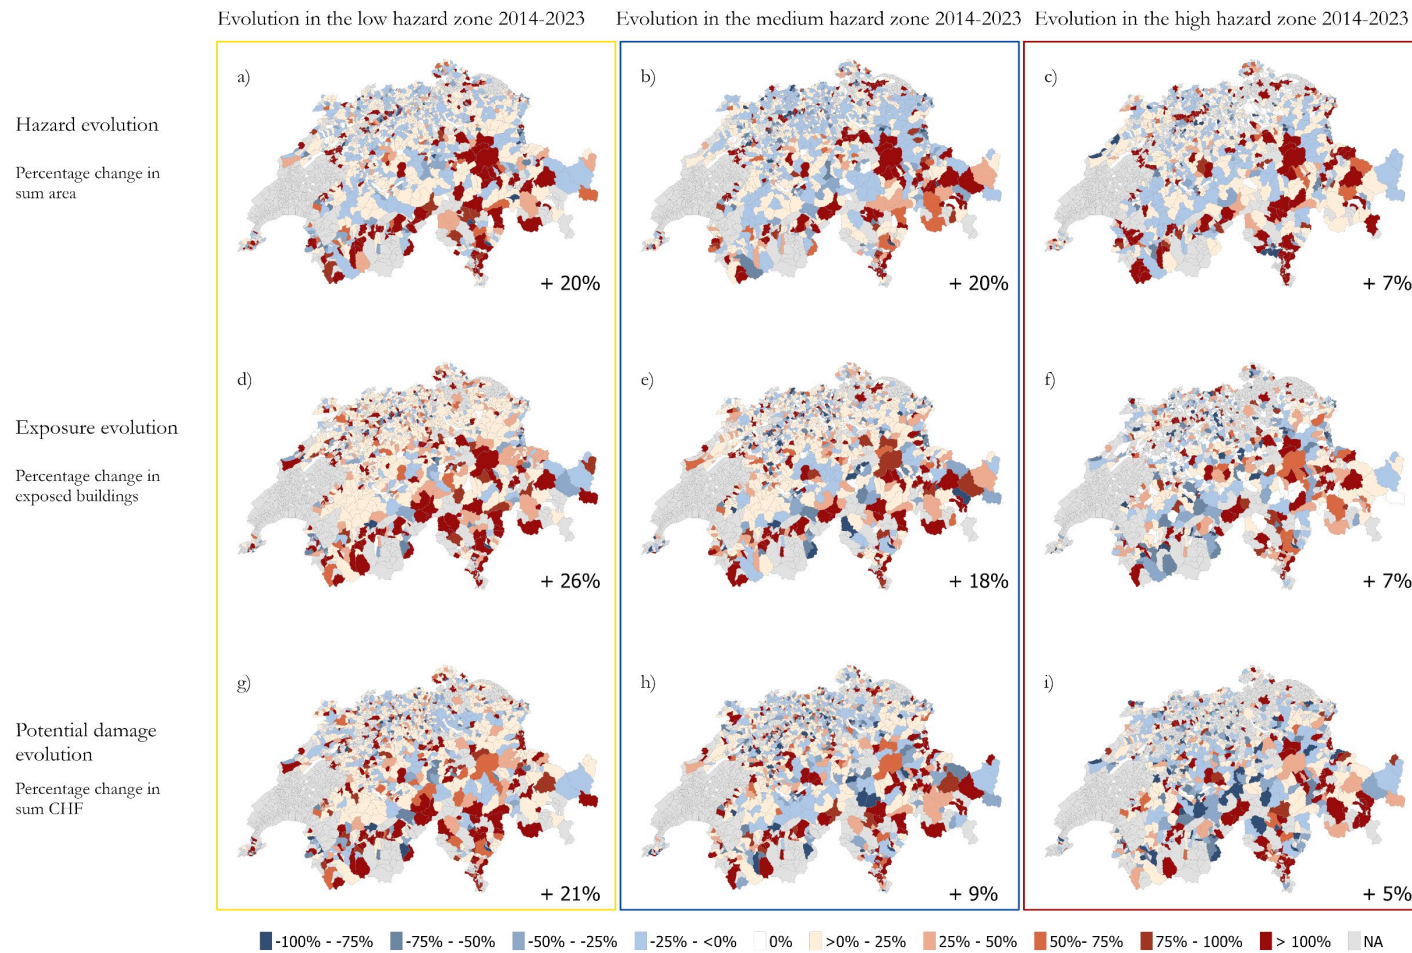 Evolution in the low hazard zone 2014-2023
Evolution in the medium hazard zone 2014-2023
Evolution in the high hazard zone 2014-2023
Hazard evolution
Percentage change in
sum area
a)
+ 20%
b)
+ 20%
c)
+ 7%
Exposure evolution
Percentage change in
exposed buildings
d)
+ 26%
e)
+ 18%
f)
+ 7%
Potential damage
evolution
Percentage change in
sum CHF
g)
+ 21%
h)
+ 9%
i)
+ 5%
-100% - -75%
-75% - -50%
-50% - -25%
-25% - <0%
0%
>0% - 25%
25% - 50%
50%- 75%
75% - 100%
> 100%
NA